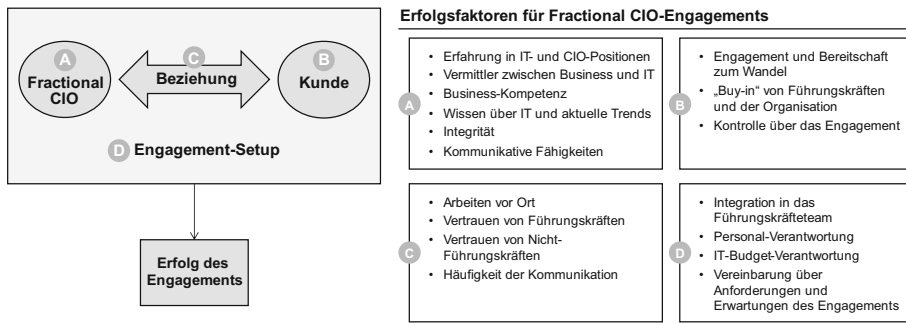 A
Fractional
CIO
C
Beziehung
B
Kunde
D Engagement-Setup
Erfolg des
Engagements
Erfolgsfaktoren für Fractional CIO-Engagements
A
• Erfahrung in IT- und CIO-Positionen
• Vermittler zwischen Business und IT
• Business-Kompetenz
• Wissen über IT und aktuelle Trends
• Integrität
• Kommunikative Fähigkeiten
B
• Engagement und Bereitschaft
zum Wandel
• „Buy-in“ von Führungskräften
und der Organisation
• Kontrolle über das Engagement
C
• Arbeiten vor Ort
• Vertrauen von Führungskräften
• Vertrauen von Nicht-
Führungskräften
• Häufigkeit der Kommunikation
D
• Integration in das
Führungskräfteteam
• Personal-Verantwortung
• IT-Budget-Verantwortung
• Vereinbarung über
Anforderungen und
Erwartungen des Engagements